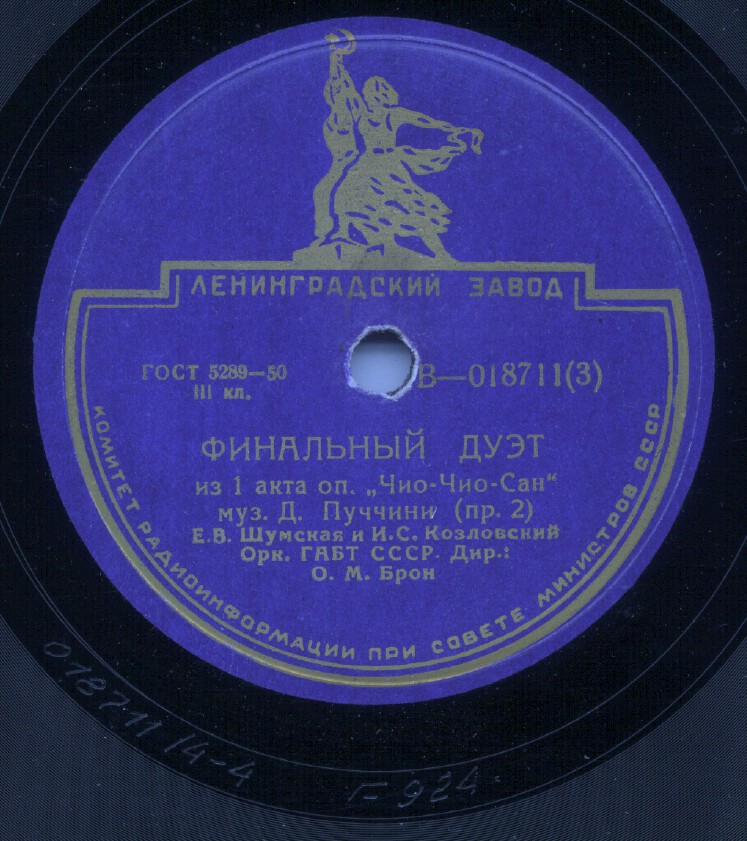 ЛЕНИНГРАДСКИЙ ЗАВОД
ГОСТ 5289—50
III кл.
В—018711(3)
ФИНАЛЬНЫЙ ДУЭТ
из 1 акта оп. „Чио-Чио-Сан“
муз. Д. Пуччини (пр. 2)
Е.В. Шумская и И.С. Козловский
Орк. ГАБТ СССР. Дир.:
О. М. Брон
КОМИТЕТ РАДИОИНФОРМАЦИИ ПРИ СОВЕТЕ МИНИСТРОВ СССР
018711 /4-4
Г-924